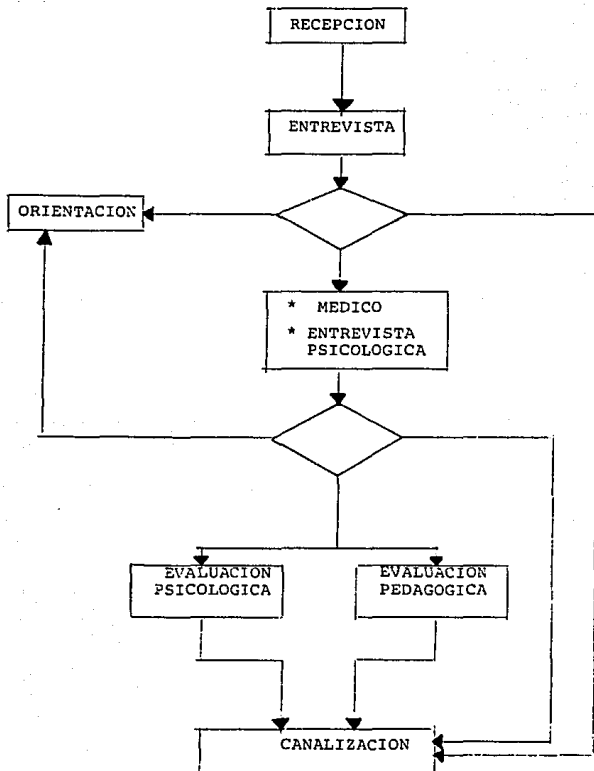 RECEPCION
ENTREVISTA
ORIENTACION
* MEDICO
* ENTREVISTA
PSICOLOGICA
EVALUACION
PSICOLOGICA
EVALUACION
PEDAGOGICA
CANALIZACION